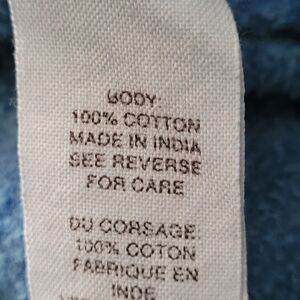 BODY:
100% COTTON
MADE IN INDIA
SEE REVERSE
FOR CARE
DU CORSAGE:
100% COTON
FABRIQUE EN
INDE